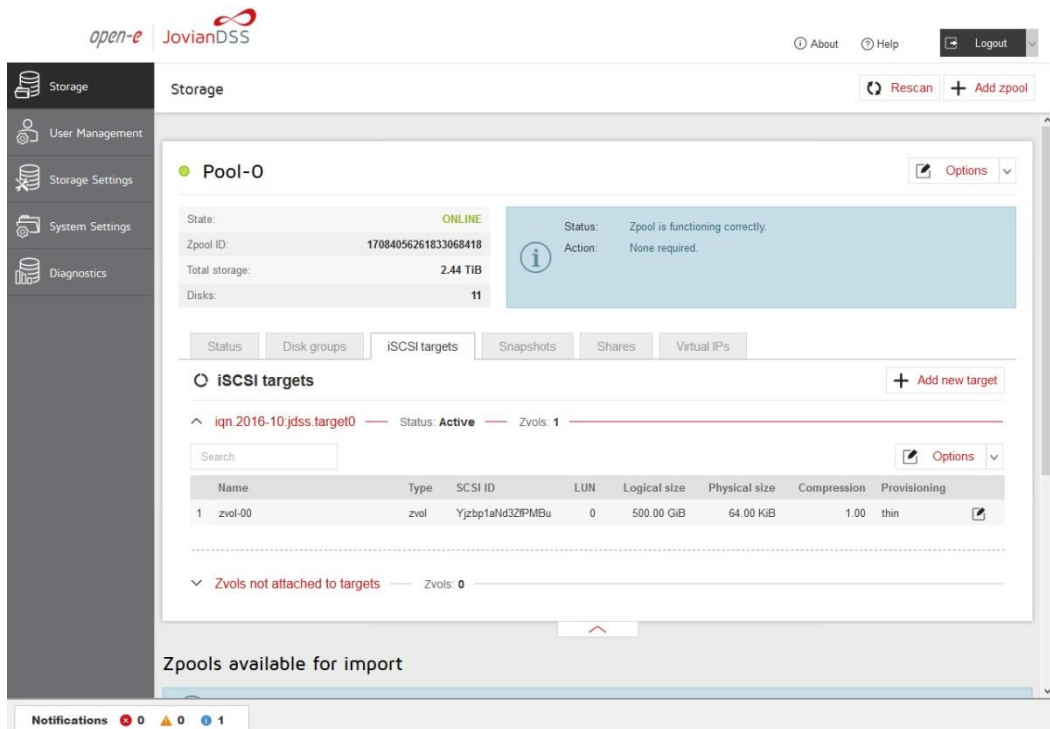 open-e JovianDSS
About Help Logout
Storage
User Management
Storage Settings
System Settings
Diagnostics
Storage
Rescan Add zpool
Pool-0
Options
State: ONLINE
Zpool ID: 17084056261833068418
Total storage: 2.44 TiB
Disks: 11
Status: Zpool is functioning correctly.
Action: None required.
Status Disk groups iSCSI targets Snapshots Shares Virtual IPs
iSCSI targets
Add new target
iqn.2016-10:jdss.target0 Status: Active Zvols: 1
Search
Options
Name Type SCSI ID LUN Logical size Physical size Compression Provisioning
1 zvol-00 zvol Yjzbp1aNd3ZfPMBu 0 500.00 GiB 64.00 KiB 1.00 thin
Zvols not attached to targets Zvols: 0
Zpools available for import
Notifications 0 0 1